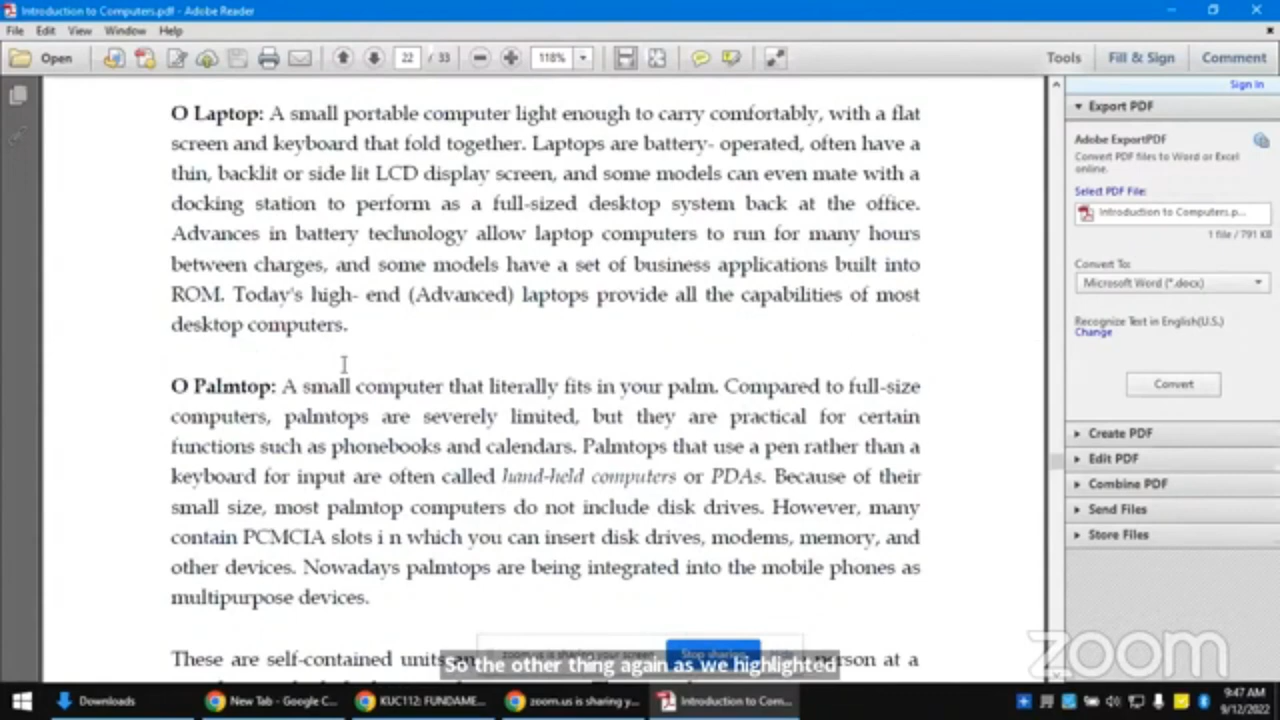 Introduction to Computers.pdf - Adobe Reader
File Edit View Window Help
Open 22 / 33 118% Tools Fill & Sign Comment
Sign In
O Laptop: A small portable computer light enough to carry comfortably, with a flat
screen and keyboard that fold together. Laptops are battery- operated, often have a
thin, backlit or side lit LCD display screen, and some models can even mate with a
docking station to perform as a full-sized desktop system back at the office.
Advances in battery technology allow laptop computers to run for many hours
between charges, and some models have a set of business applications built into
ROM. Today's high- end (Advanced) laptops provide all the capabilities of most
desktop computers.
O Palmtop: A small computer that literally fits in your palm. Compared to full-size
computers, palmtops are severely limited, but they are practical for certain
functions such as phonebooks and calendars. Palmtops that use a pen rather than a
keyboard for input are often called hand-held computers or PDAs. Because of their
small size, most palmtop computers do not include disk drives. However, many
contain PCMCIA slots i n which you can insert disk drives, modems, memory, and
other devices. Nowadays palmtops are being integrated into the mobile phones as
multipurpose devices.
These are self-contained units person at a
Export PDF
Adobe ExportPDF
Convert PDF files to Word or Excel
online.
Select PDF File:
Introduction to Computers.p...
1 file / 791 KB
Convert To:
Microsoft Word (*.docx)
Recognize Text in English(U.S.)
Change
Convert
Create PDF
Edit PDF
Combine PDF
Send Files
Store Files
zoom.us is sharing your screen. Stop sharing
So the other thing again as we highlighted
zoom
Downloads New Tab - Google C... KUC112: FUNDAME... zoom.us is sharing y... Introduction to Com...
9:47 AM
9/12/2022